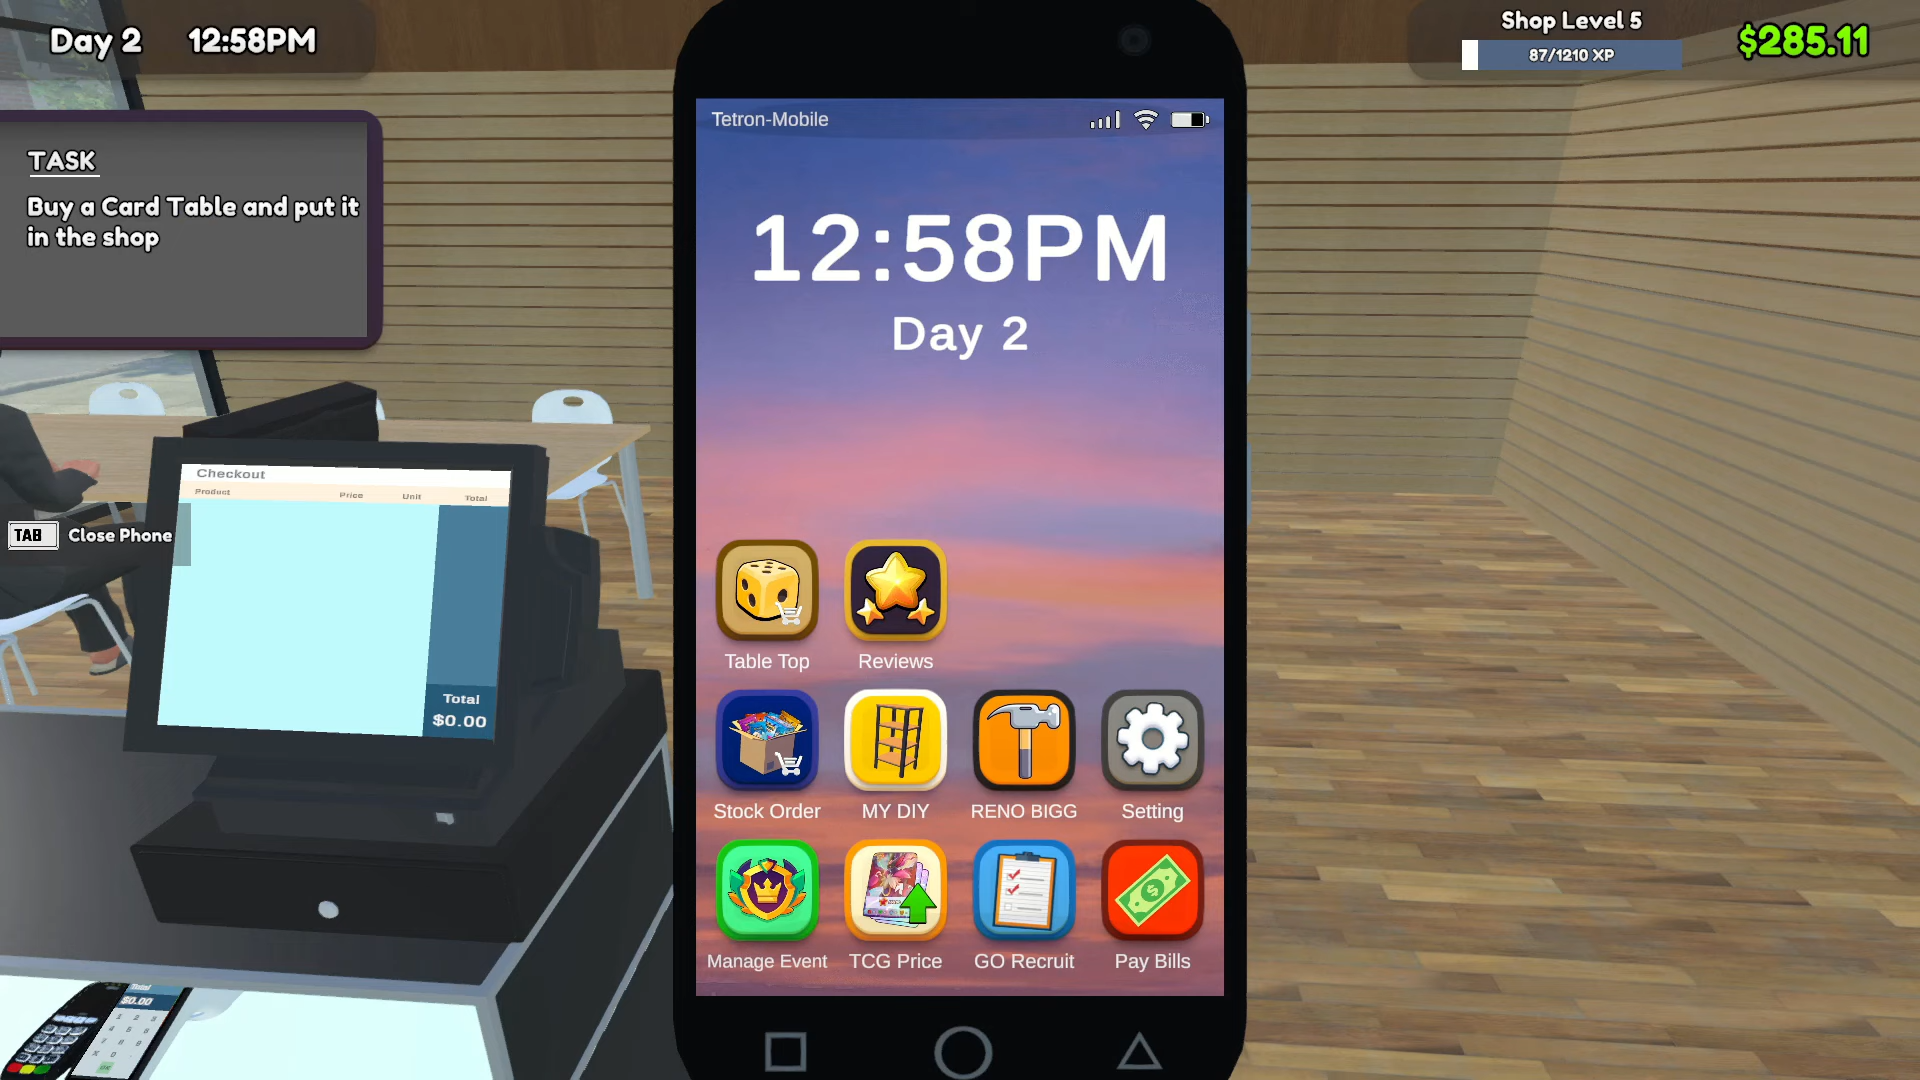 Day 2
12:58PM
Shop Level 5
87/1210 XP
$285.11
TASK
Buy a Card Table and put it
in the shop
TAB
Close Phone
Checkout
Product
Price
Unit
Total
Total
$0.00
Total
$0.00
Tetron-Mobile
12:58PM
Day 2
Table Top
Reviews
Stock Order
MY DIY
RENO BIGG
Setting
Manage Event
TCG Price
GO Recruit
Pay Bills